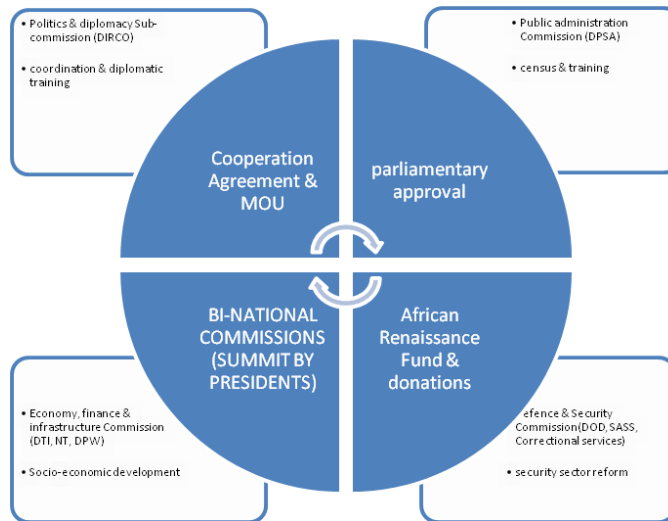 • Politics & diplomacy Sub-
commission (DIRCO)
• coordination & diplomatic
training
• Public administration
Commission (DPSA)
• census & training
Cooperation
Agreement &
MOU
parliamentary
approval
BI-NATIONAL
COMMISSIONS
(SUMMIT BY
PRESIDENTS)
African
Renaissance
Fund &
donations
• Economy, finance &
infrastructure Commission
(DTI, NT, DPW)
• Socio-economic development
• efence & Security
Commission(DOD, SASS,
Correctional services)
• security sector reform